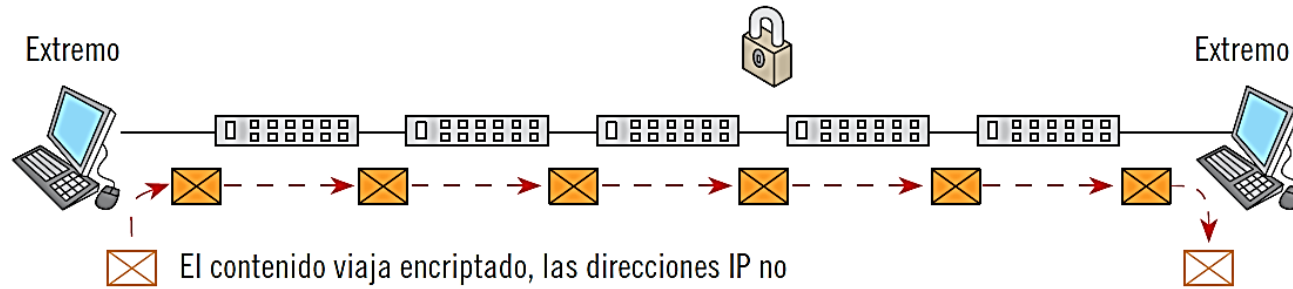 Extremo
Extremo
El contenido viaja encriptado, las direcciones IP no